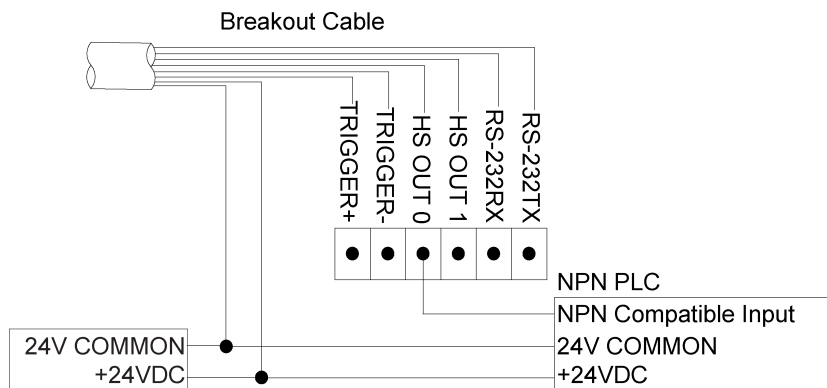 Breakout Cable
TRIGGER+
TRIGGER-
HS OUT 0
HS OUT 1
RS-232RX
RS-232TX
NPN PLC
NPN Compatible Input
24V COMMON
24V COMMON
+24VDC
+24VDC